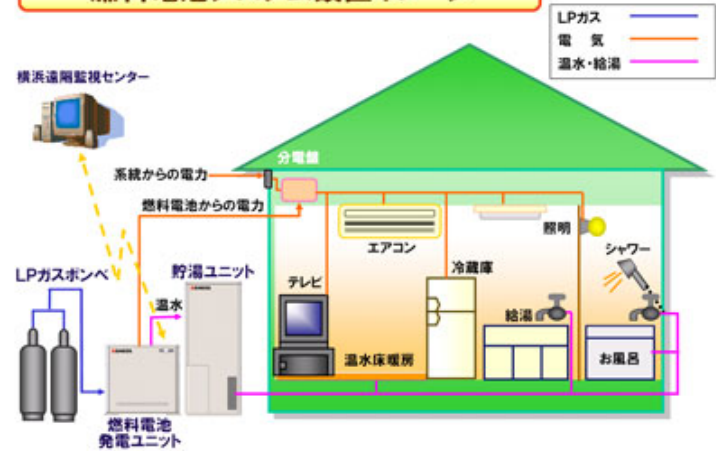 LPガス
電　気
温水・給湯
横浜遠隔監視センター
分電盤
系統からの電力
燃料電池からの電力
照明
エアコン
シャワー
LPガスボンベ
貯湯ユニット
冷蔵庫
テレビ
温水
給湯
温水床暖房
お風呂
燃料電池
発電ユニット